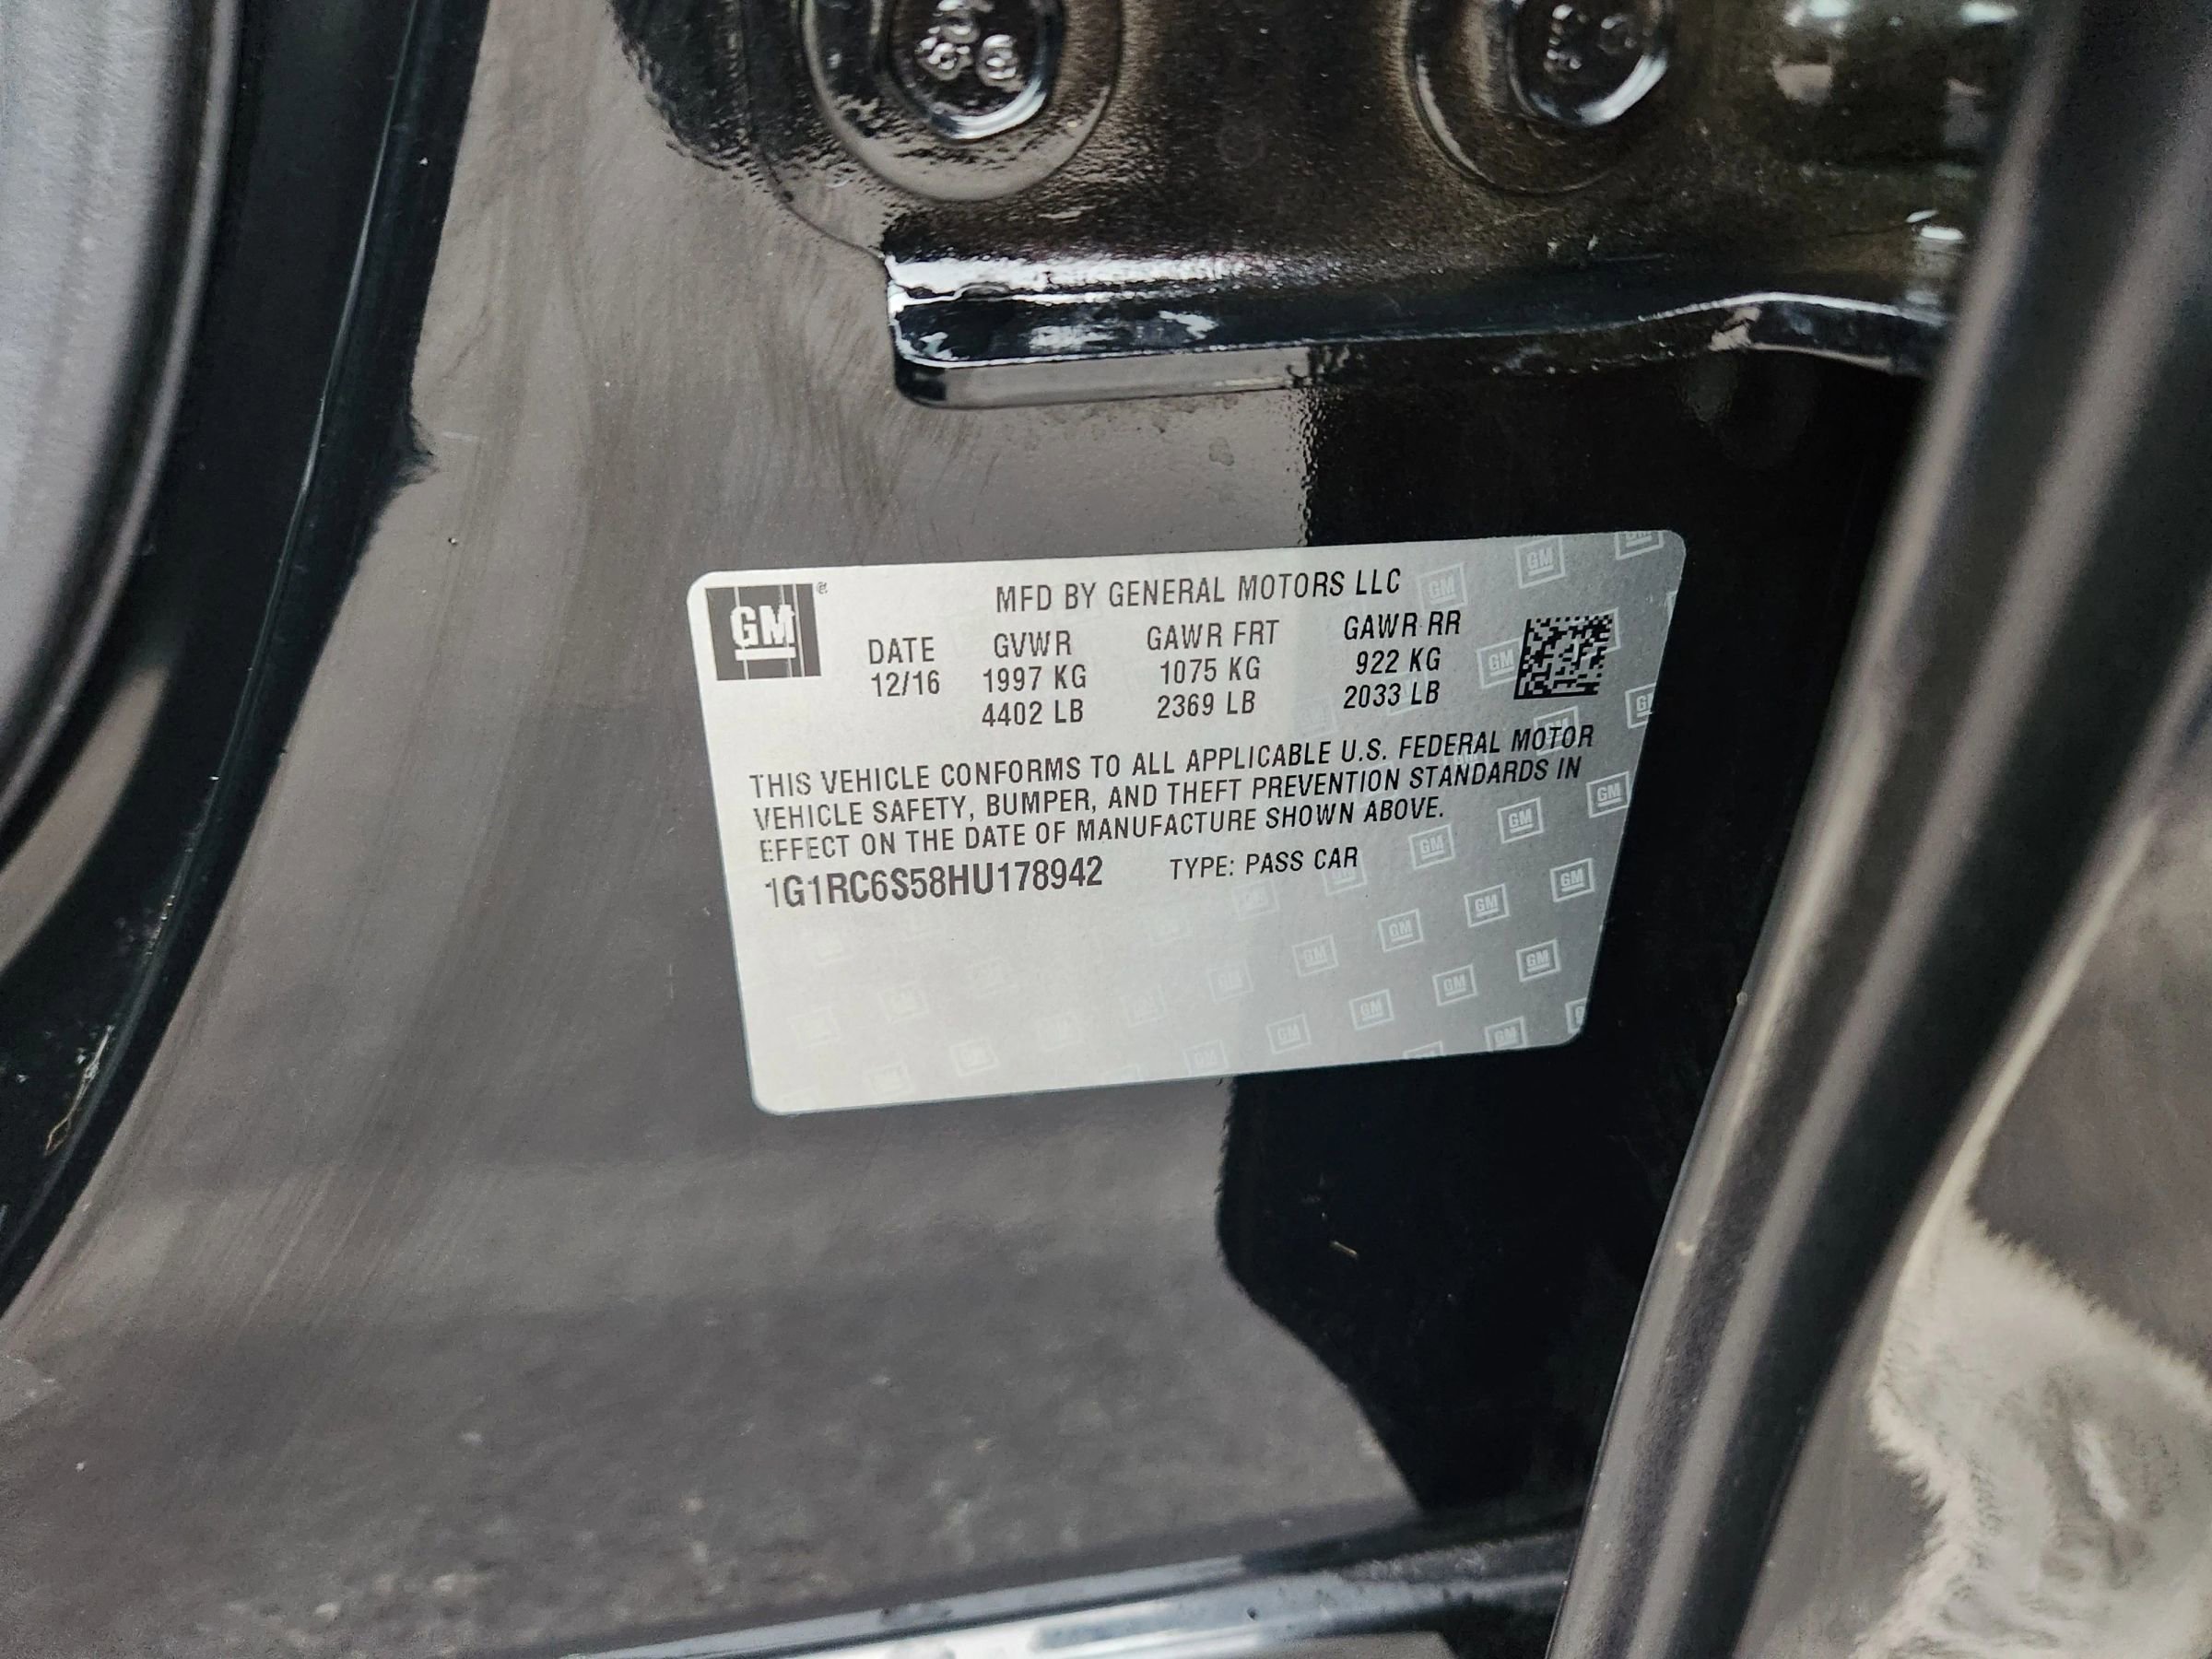 GM ®
MFD BY GENERAL MOTORS LLC
DATE GVWR GAWR FRT GAWR RR
12/16 1997 KG 1075 KG 922 KG
4402 LB 2369 LB 2033 LB
THIS VEHICLE CONFORMS TO ALL APPLICABLE U.S. FEDERAL MOTOR
VEHICLE SAFETY, BUMPER, AND THEFT PREVENTION STANDARDS IN
EFFECT ON THE DATE OF MANUFACTURE SHOWN ABOVE.
1G1RC6S58HU178942 TYPE: PASS CAR